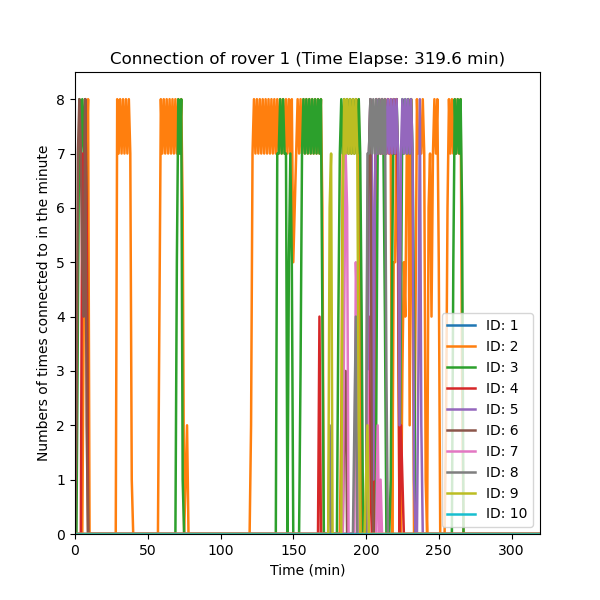 Connection of rover 1 (Time Elapse: 319.6 min)
Numbers of times connected to in the minute
8
7
6
5
4
3
2
1
0
ID: 1
ID: 2
ID: 3
ID: 4
ID: 5
ID: 6
ID: 7
ID: 8
ID: 9
ID: 10
0 50 100 150 200 250 300
Time (min)